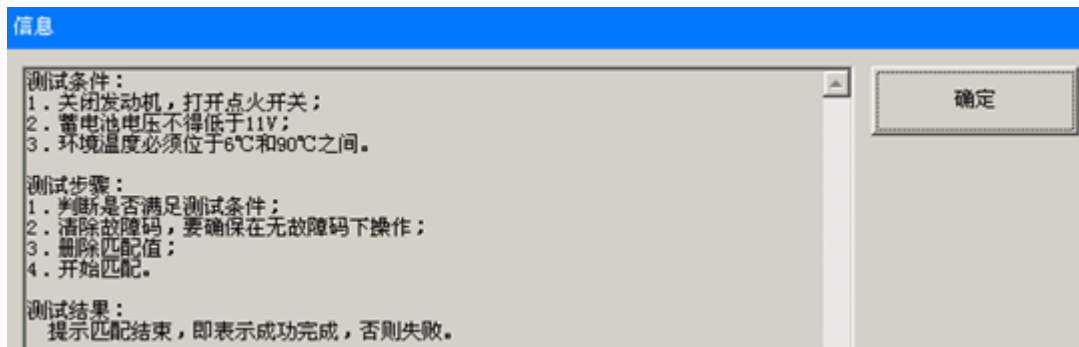 信息
测试条件：
1．关闭发动机，打开点火开关；
2．蓄电池电压不得低于11V；
3．环境温度必须位于6℃和90℃之间。
测试步骤：
1．判断是否满足测试条件；
2．清除故障码，要确保在无故障码下操作；
3．删除匹配值；
4．开始匹配。
测试结果：
提示匹配结束，即表示成功完成，否则失败。
确定